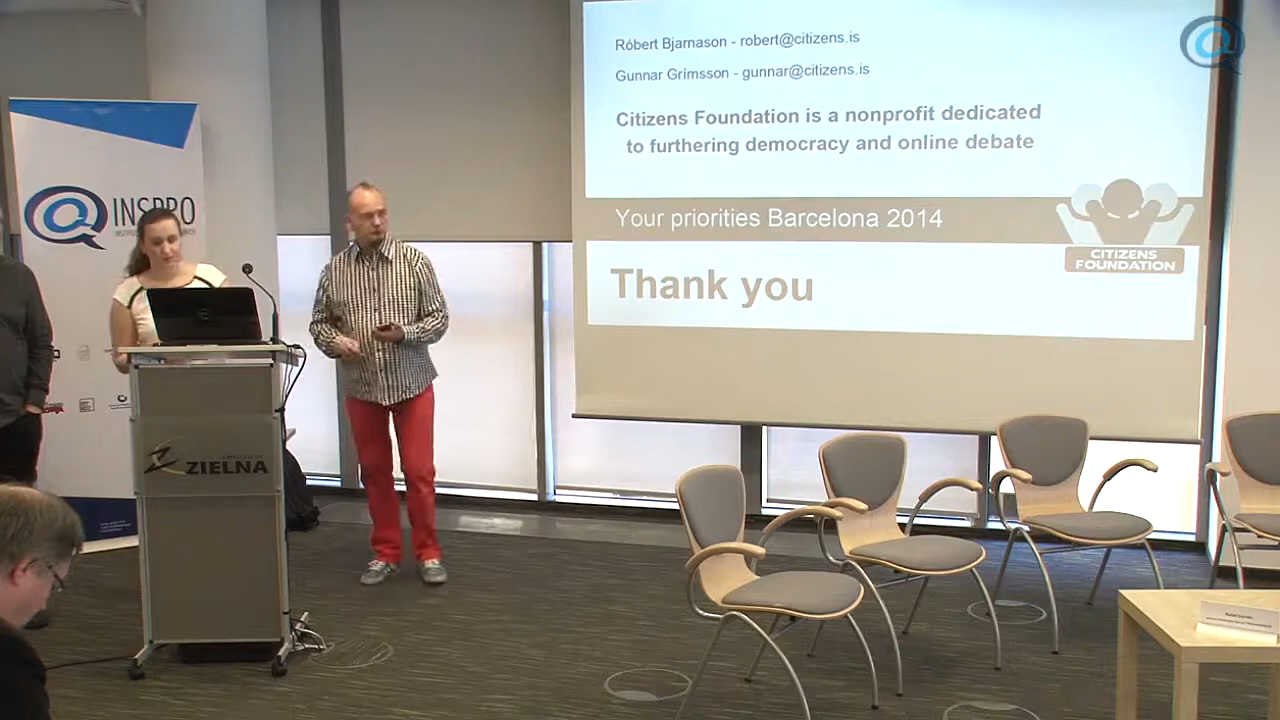 Róbert Bjarnason - robert@citizens.is
Gunnar Grímsson - gunnar@citizens.is
Citizens Foundation is a nonprofit dedicated
to furthering democracy and online debate
Your priorities Barcelona 2014
CITIZENS
FOUNDATION
Thank you
INSPRO
ZIELNA